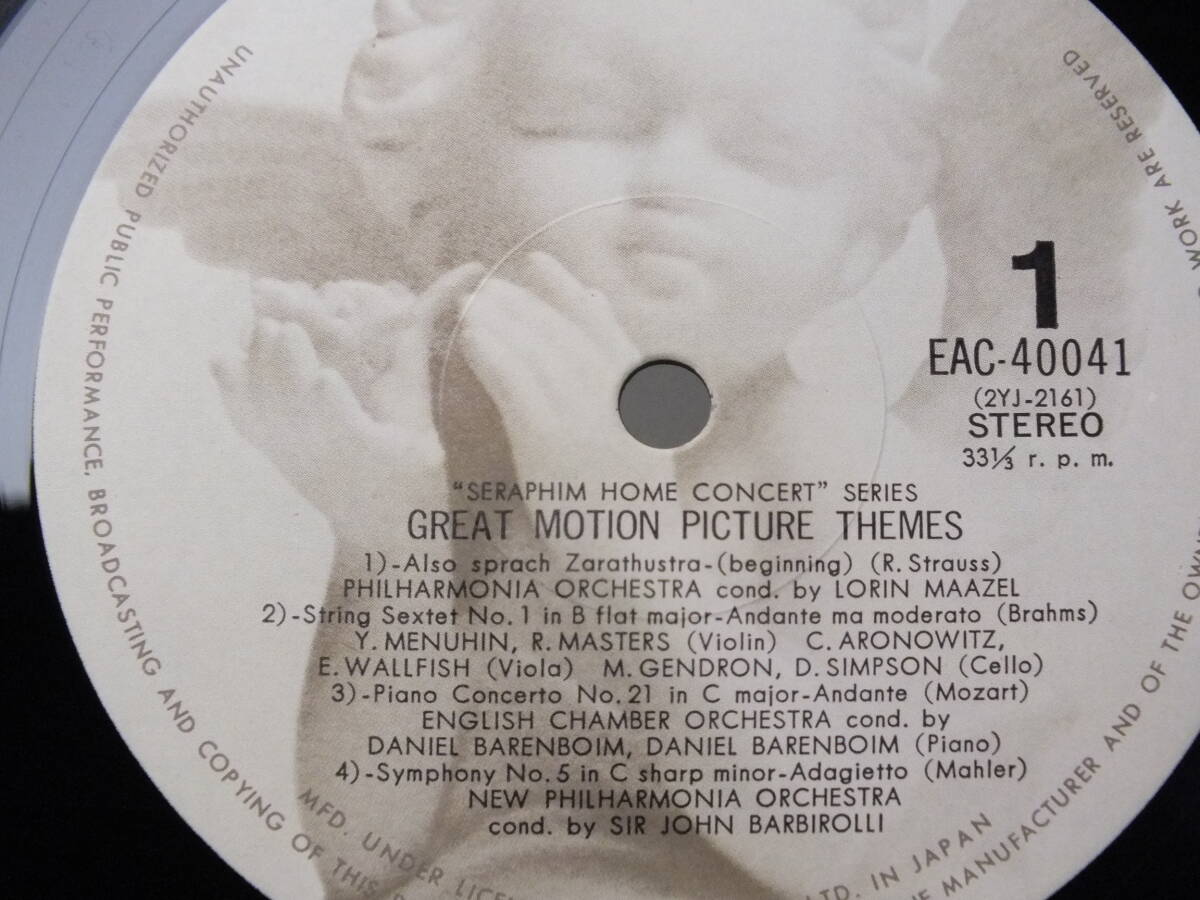 1
EAC-40041
(2YJ-2161)
STEREO
33⅓ r. p. m.
"SERAPHIM HOME CONCERT" SERIES
GREAT MOTION PICTURE THEMES
1)-Also sprach Zarathustra-(beginning) (R. Strauss)
PHILHARMONIA ORCHESTRA cond. by LORIN MAAZEL
2)-String Sextet No. 1 in B flat major-Andante ma moderato (Brahms)
Y. MENUHIN, R. MASTERS (Violin) C. ARONOWITZ,
E. WALLFISH (Viola) M. GENDRON, D. SIMPSON (Cello)
3)-Piano Concerto No. 21 in C major-Andante (Mozart)
ENGLISH CHAMBER ORCHESTRA cond. by
DANIEL BARENBOIM, DANIEL BARENBOIM (Piano)
4)-Symphony No. 5 in C sharp minor-Adagietto (Mahler)
NEW PHILHARMONIA ORCHESTRA
cond. by SIR JOHN BARBIROLLI
MFD. UNDER LTD. IN JAPAN
UNAUTHORIZED PUBLIC PERFORMANCE, BROADCASTING AND COPYING OF THIS
MANUFACTURER AND OF THE WORK ARE RESERVED